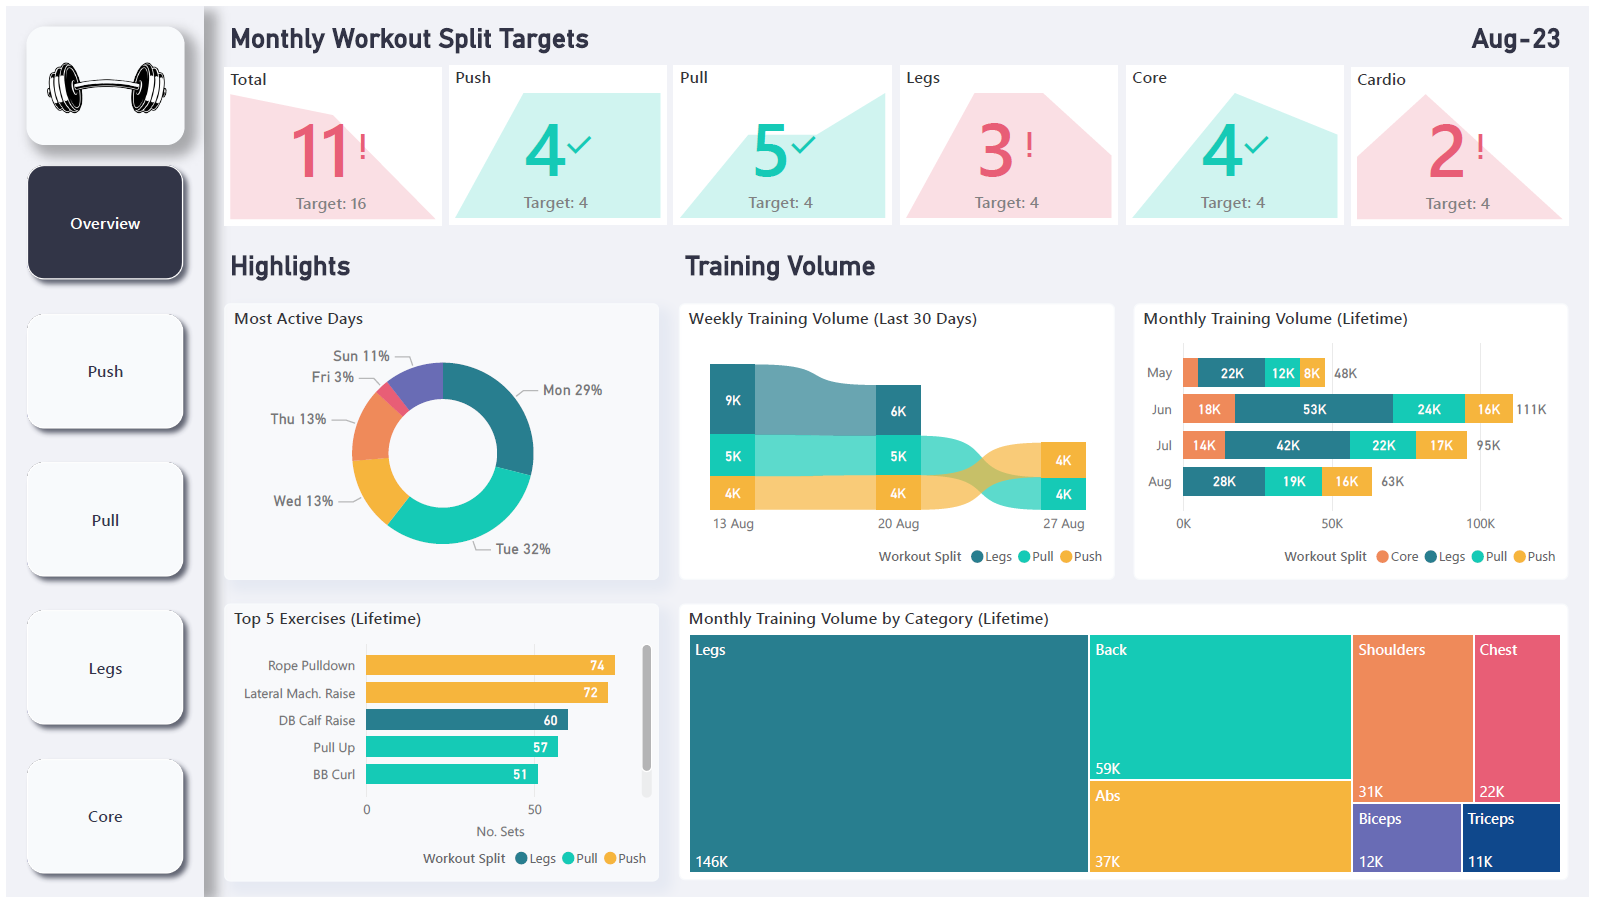 Monthly Workout Split Targets
Aug-23
Total
11!
Target: 16
Push
4
Target: 4
Pull
5
Target: 4
Legs
3!
Target: 4
Core
4
Target: 4
Cardio
2!
Target: 4
Overview
Push
Pull
Legs
Core
Highlights
Training Volume
Most Active Days
Sun 11%
Fri 3%
Thu 13%
Wed 13%
Mon 29%
Tue 32%
Weekly Training Volume (Last 30 Days)
9K
6K
5K
5K
4K
4K
4K
4K
13 Aug
20 Aug
27 Aug
Workout Split Legs Pull Push
Monthly Training Volume (Lifetime)
May 22K 12K 8K 48K
Jun 18K 53K 24K 16K 111K
Jul 14K 42K 22K 17K 95K
Aug 28K 19K 16K 63K
0K 50K 100K
Workout Split Core Legs Pull Push
Top 5 Exercises (Lifetime)
Rope Pulldown 74
Lateral Mach. Raise 72
DB Calf Raise 60
Pull Up 57
BB Curl 51
0 50
No. Sets
Workout Split Legs Pull Push
Monthly Training Volume by Category (Lifetime)
Legs
146K
Back
59K
Abs
37K
Shoulders
31K
Chest
22K
Biceps
12K
Triceps
11K